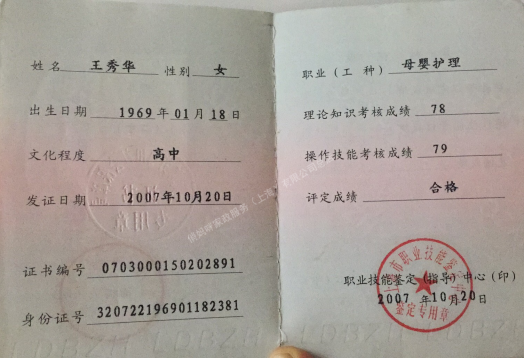 姓名 王秀华 性别 女
出生日期 1969年01月18日
文化程度 高中
发证日期 2007年10月20日
证书编号 0703000150202891
身份证号 320722196901182381
职业（工种） 母婴护理
理论知识考核成绩 78
操作技能考核成绩 79
评定成绩 合格
职业技能鉴定（指导）中心（印）
2007年10月20日
鉴定专用章